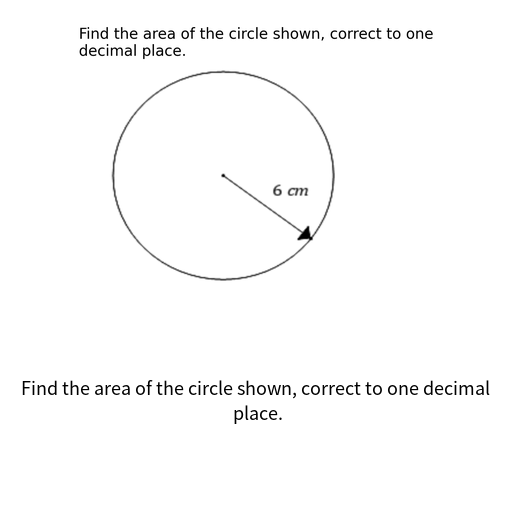 Find the area of the circle shown, correct to one
decimal place.
6 cm
Find the area of the circle shown, correct to one decimal
place.